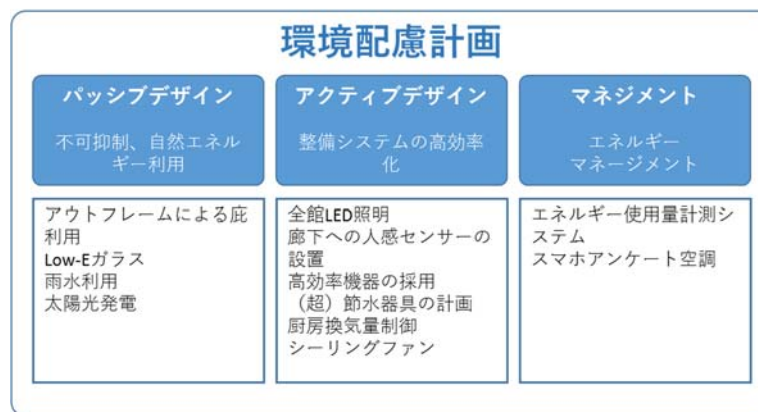 環境配慮計画
パッシブデザイン
不可抑制、自然エネル
ギー利用
アウトフレームによる庇
利用
Low-Eガラス
雨水利用
太陽光発電
アクティブデザイン
整備システムの高効率
化
全館LED照明
廊下への人感センサーの
設置
高効率機器の採用
（超）節水器具の計画
厨房換気量制御
シーリングファン
マネジメント
エネルギー
マネージメント
エネルギー使用量計測シ
ステム
スマホアンケート空調